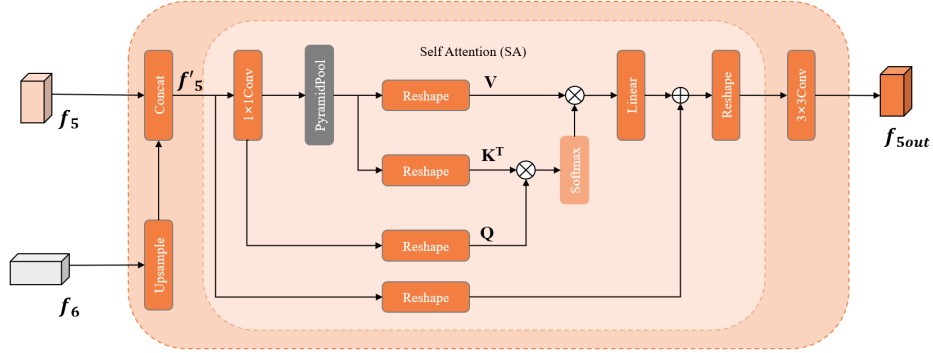 Self Attention (SA)
f₅
Concat
f'₅
1×1Conv
PyramidPool
Reshape
V
Linear
Reshape
3×3Conv
f₅ₒᵤₜ
Reshape
Kᵀ
Softmax
f₆
Upsample
Reshape
Q
Reshape